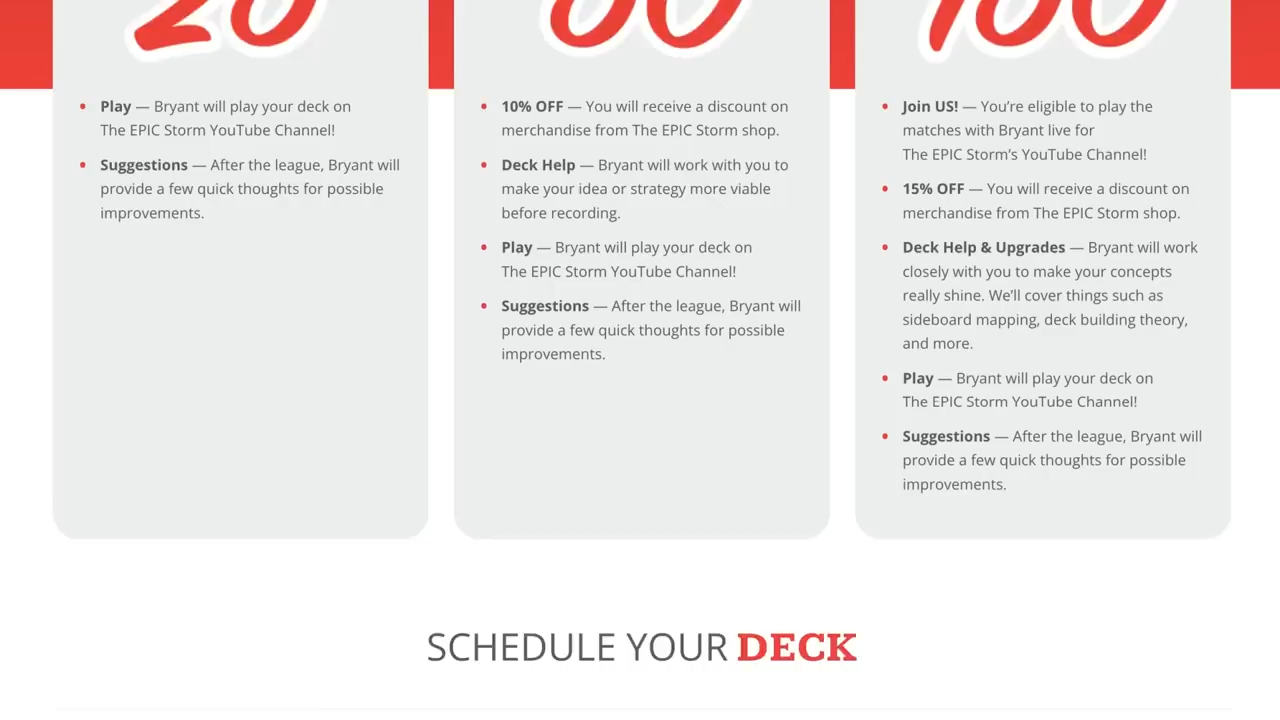 20
100
• Play — Bryant will play your deck on
The EPIC Storm YouTube Channel!
• Suggestions — After the league, Bryant will
provide a few quick thoughts for possible
improvements.
• 10% OFF — You will receive a discount on
merchandise from The EPIC Storm shop.
• Deck Help — Bryant will work with you to
make your idea or strategy more viable
before recording.
• Play — Bryant will play your deck on
The EPIC Storm YouTube Channel!
• Suggestions — After the league, Bryant will
provide a few quick thoughts for possible
improvements.
• Join US! — You’re eligible to play the
matches with Bryant live for
The EPIC Storm’s YouTube Channel!
• 15% OFF — You will receive a discount on
merchandise from The EPIC Storm shop.
• Deck Help & Upgrades — Bryant will work
closely with you to make your concepts
really shine. We’ll cover things such as
sideboard mapping, deck building theory,
and more.
• Play — Bryant will play your deck on
The EPIC Storm YouTube Channel!
• Suggestions — After the league, Bryant will
provide a few quick thoughts for possible
improvements.
SCHEDULE YOUR DECK